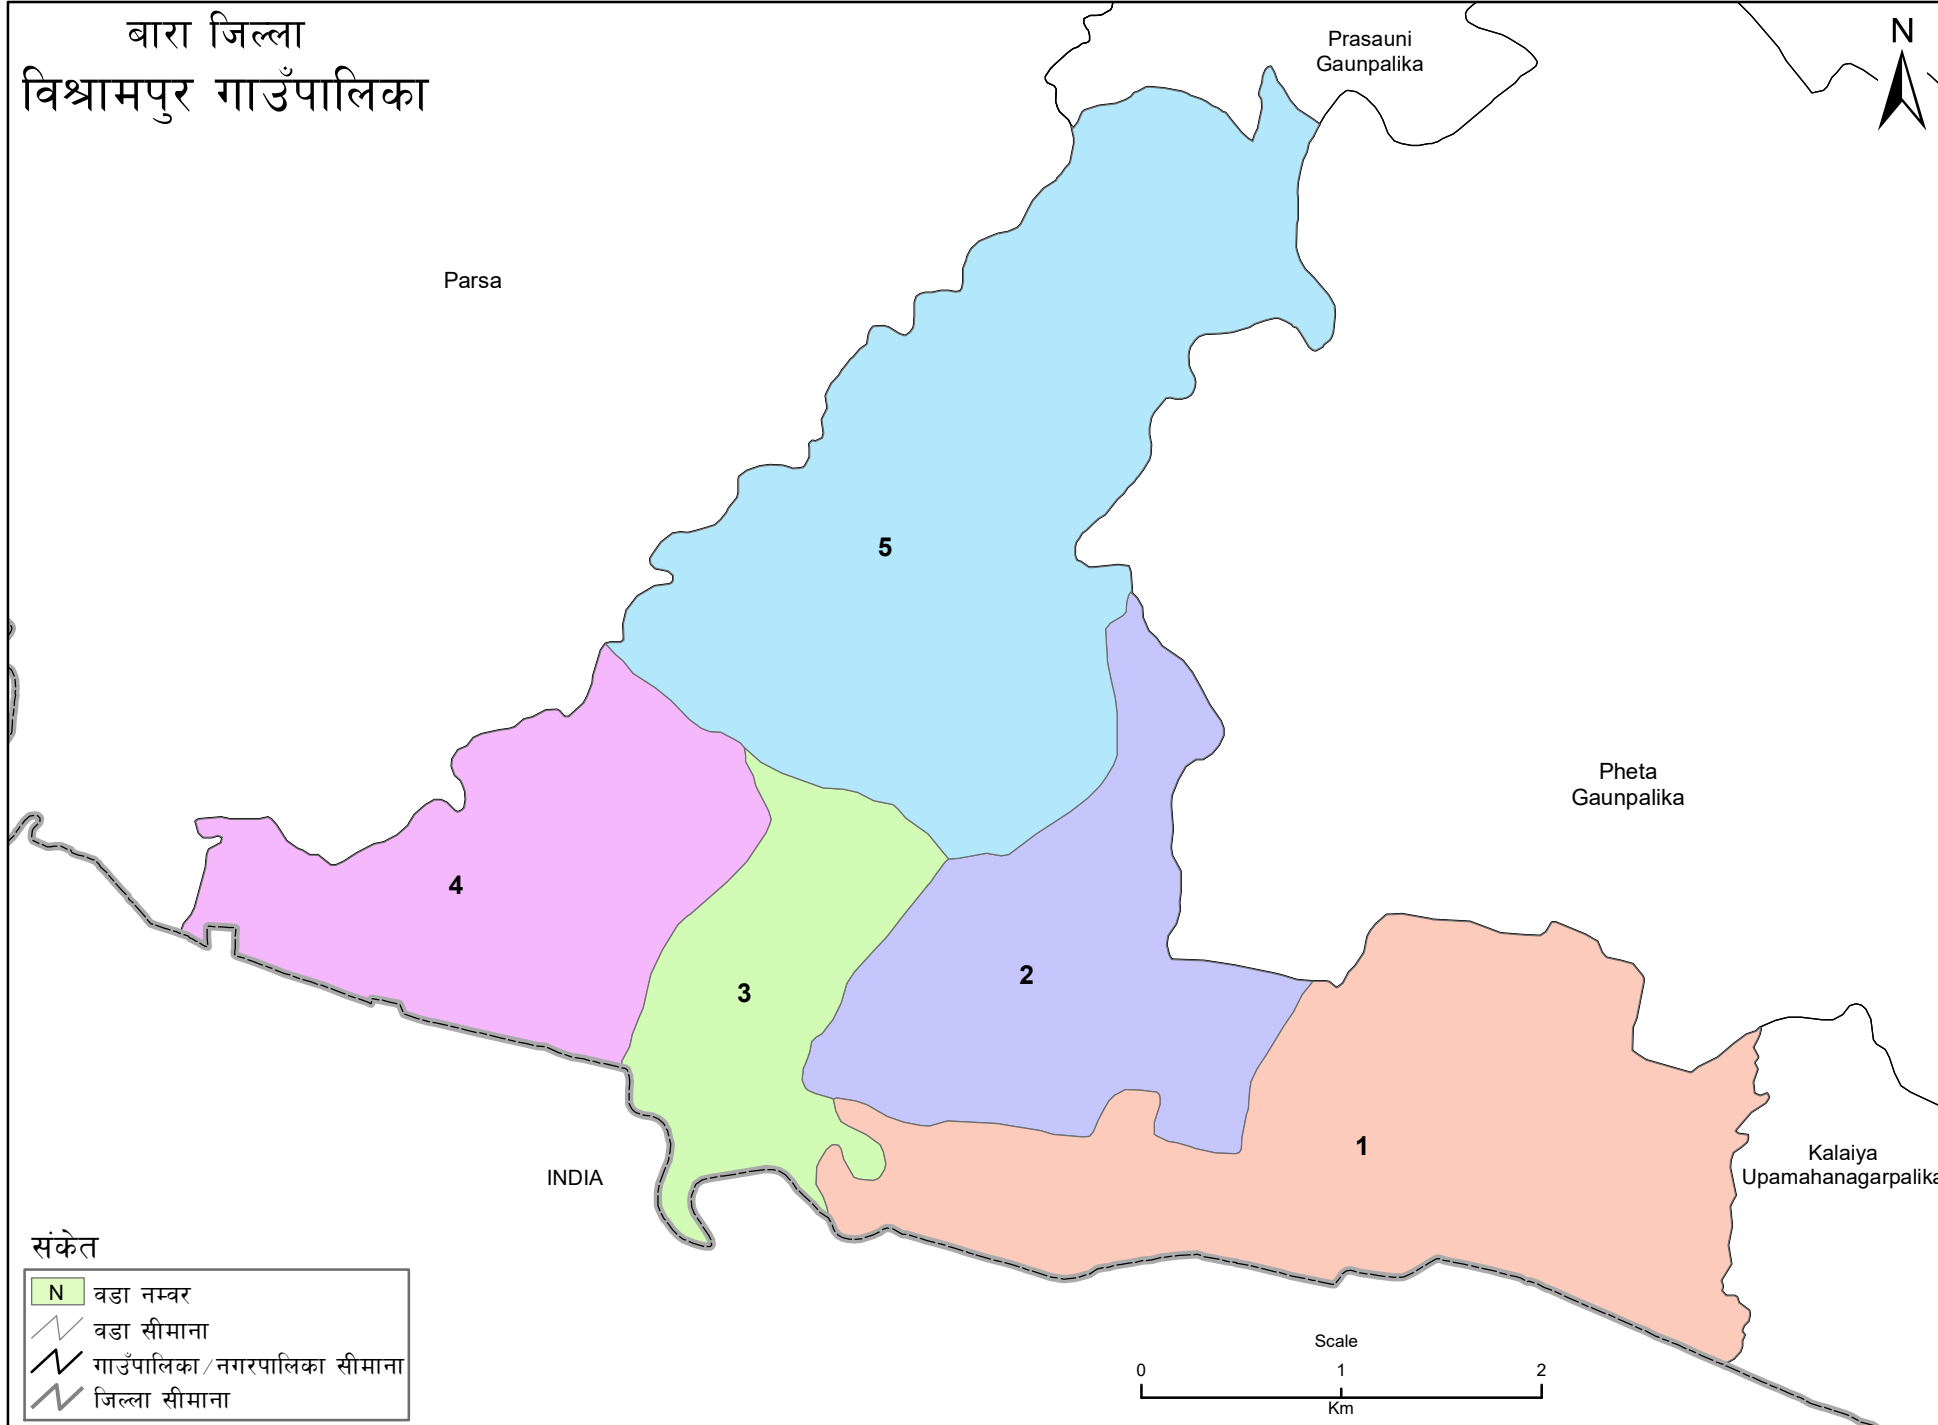 बारा जिल्ला
विश्रामपुर गाउँपालिका
N
Prasauni
Gaunpalika
Parsa
5
Pheta
Gaunpalika
4
2
3
1
Kalaiya
Upamahanagarpalika
INDIA
संकेत
N वडा नम्वर
वडा सीमाना
गाउँपालिका/नगरपालिका सीमाना
जिल्ला सीमाना
Scale
0 1 2
Km